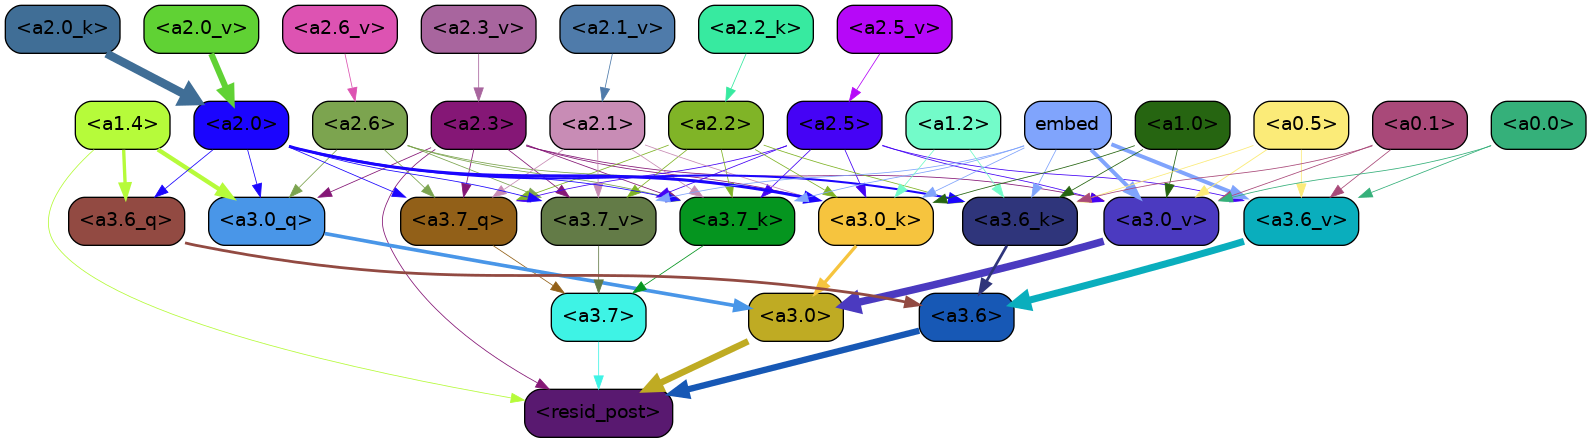 <a2.0_k> <a2.0_v> <a2.6_v> <a2.3_v> <a2.1_v> <a2.2_k> <a2.5_v>
<a1.4> <a2.0> <a2.6> <a2.3> <a2.1> <a2.2> <a2.5> <a1.2> embed <a1.0> <a0.5> <a0.1> <a0.0>
<a3.6_q> <a3.0_q> <a3.7_q> <a3.7_v> <a3.7_k> <a3.0_k> <a3.6_k> <a3.0_v> <a3.6_v>
<a3.7> <a3.0> <a3.6>
<resid_post>